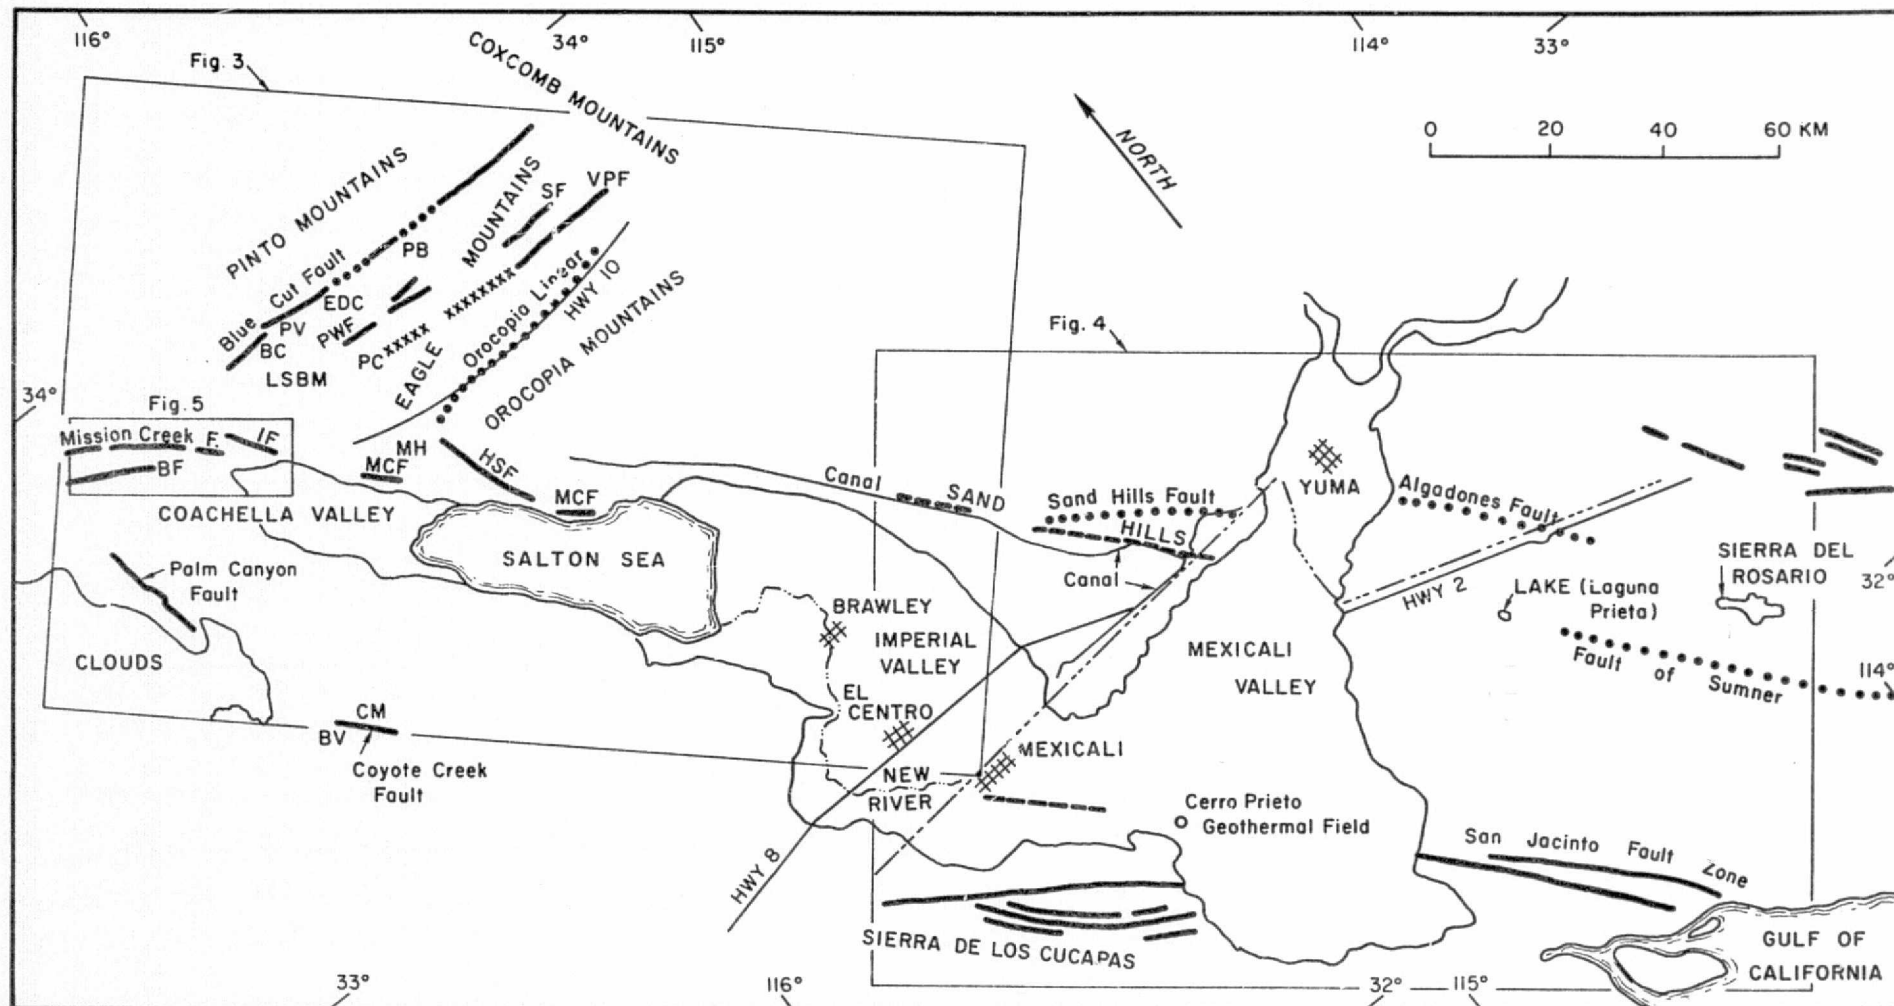 116°
34°
115°
114°
33°
Fig. 3
COXCOMB MOUNTAINS
NORTH
0 20 40 60 KM
PINTO MOUNTAINS
MOUNTAINS
SF
VPF
PB
Blue Cut Fault
EDC
PV
PWF
BC
PC
xxxxx xxxxxxxx
LSBM
EAGLE
Orocopia Linear
HWY 10
OROCOPIA MOUNTAINS
Fig. 4
34°
Fig. 5
Mission Creek F.
IF
BF
MH
MCF
HSF
MCF
COACHELLA VALLEY
SALTON SEA
Canal
SAND
HILLS
Sand Hills Fault
Canal
YUMA
Algadones Fault
HWY 2
SIERRA DEL
ROSARIO
32°
LAKE (Laguna
Prieta)
Fault of Sumner
114°
Palm Canyon
Fault
CLOUDS
BRAWLEY
IMPERIAL
VALLEY
MEXICALI
VALLEY
EL
CENTRO
CM
BV
Coyote Creek
Fault
NEW
RIVER
MEXICALI
Cerro Prieto
Geothermal Field
HWY 8
San Jacinto Fault Zone
SIERRA DE LOS CUCAPAS
GULF OF
CALIFORNIA
33°
116°
32°
115°